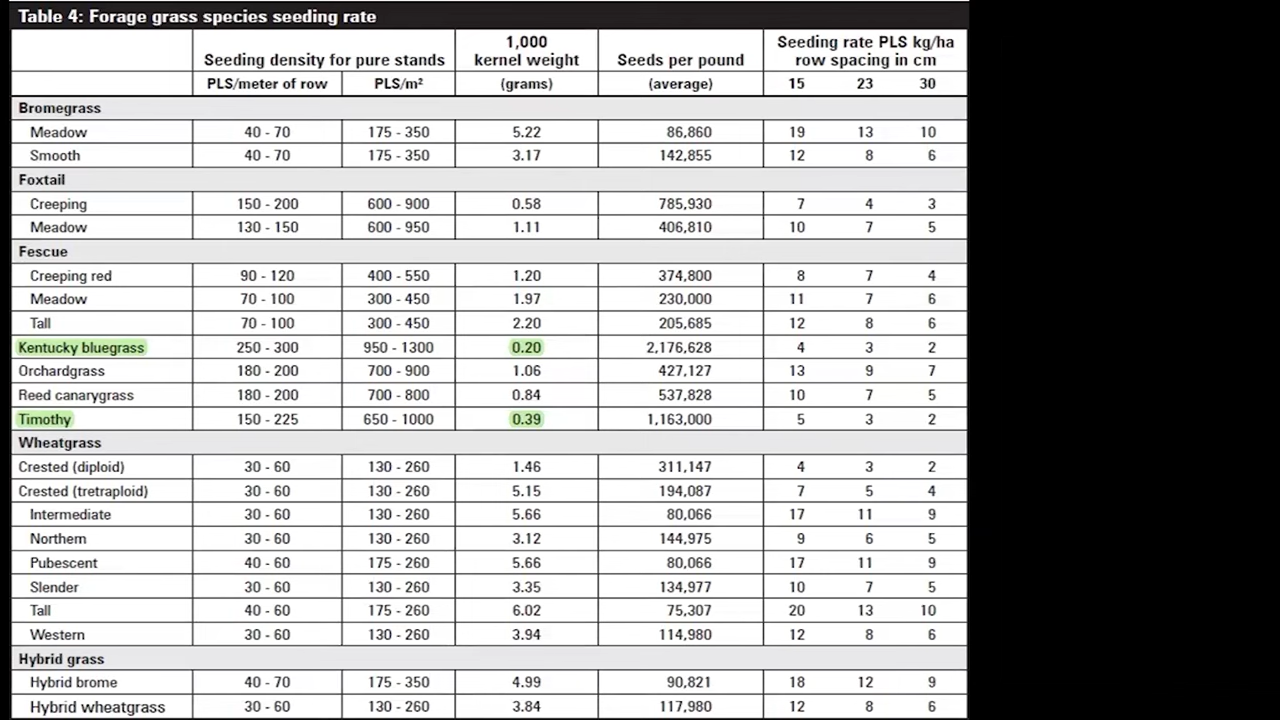 Table 4: Forage grass species seeding rate
Seeding density for pure stands 1,000 kernel weight Seeds per pound Seeding rate PLS kg/ha row spacing in cm
PLS/meter of row PLS/m² (grams) (average) 15 23 30
Bromegrass
Meadow 40 - 70 175 - 350 5.22 86,860 19 13 10
Smooth 40 - 70 175 - 350 3.17 142,855 12 8 6
Foxtail
Creeping 150 - 200 600 - 900 0.58 785,930 7 4 3
Meadow 130 - 150 600 - 950 1.11 406,810 10 7 5
Fescue
Creeping red 90 - 120 400 - 550 1.20 374,800 8 7 4
Meadow 70 - 100 300 - 450 1.97 230,000 11 7 6
Tall 70 - 100 300 - 450 2.20 205,685 12 8 6
Kentucky bluegrass 250 - 300 950 - 1300 0.20 2,176,628 4 3 2
Orchardgrass 180 - 200 700 - 900 1.06 427,127 13 9 7
Reed canarygrass 180 - 200 700 - 800 0.84 537,828 10 7 5
Timothy 150 - 225 650 - 1000 0.39 1,163,000 5 3 2
Wheatgrass
Crested (diploid) 30 - 60 130 - 260 1.46 311,147 4 3 2
Crested (tretraploid) 30 - 60 130 - 260 5.15 194,087 7 5 4
Intermediate 30 - 60 130 - 260 5.66 80,066 17 11 9
Northern 30 - 60 130 - 260 3.12 144,975 9 6 5
Pubescent 40 - 60 175 - 260 5.66 80,066 17 11 9
Slender 30 - 60 130 - 260 3.35 134,977 10 7 5
Tall 40 - 60 175 - 260 6.02 75,307 20 13 10
Western 30 - 60 130 - 260 3.94 114,980 12 8 6
Hybrid grass
Hybrid brome 40 - 70 175 - 350 4.99 90,821 18 12 9
Hybrid wheatgrass 30 - 60 130 - 260 3.84 117,980 12 8 6